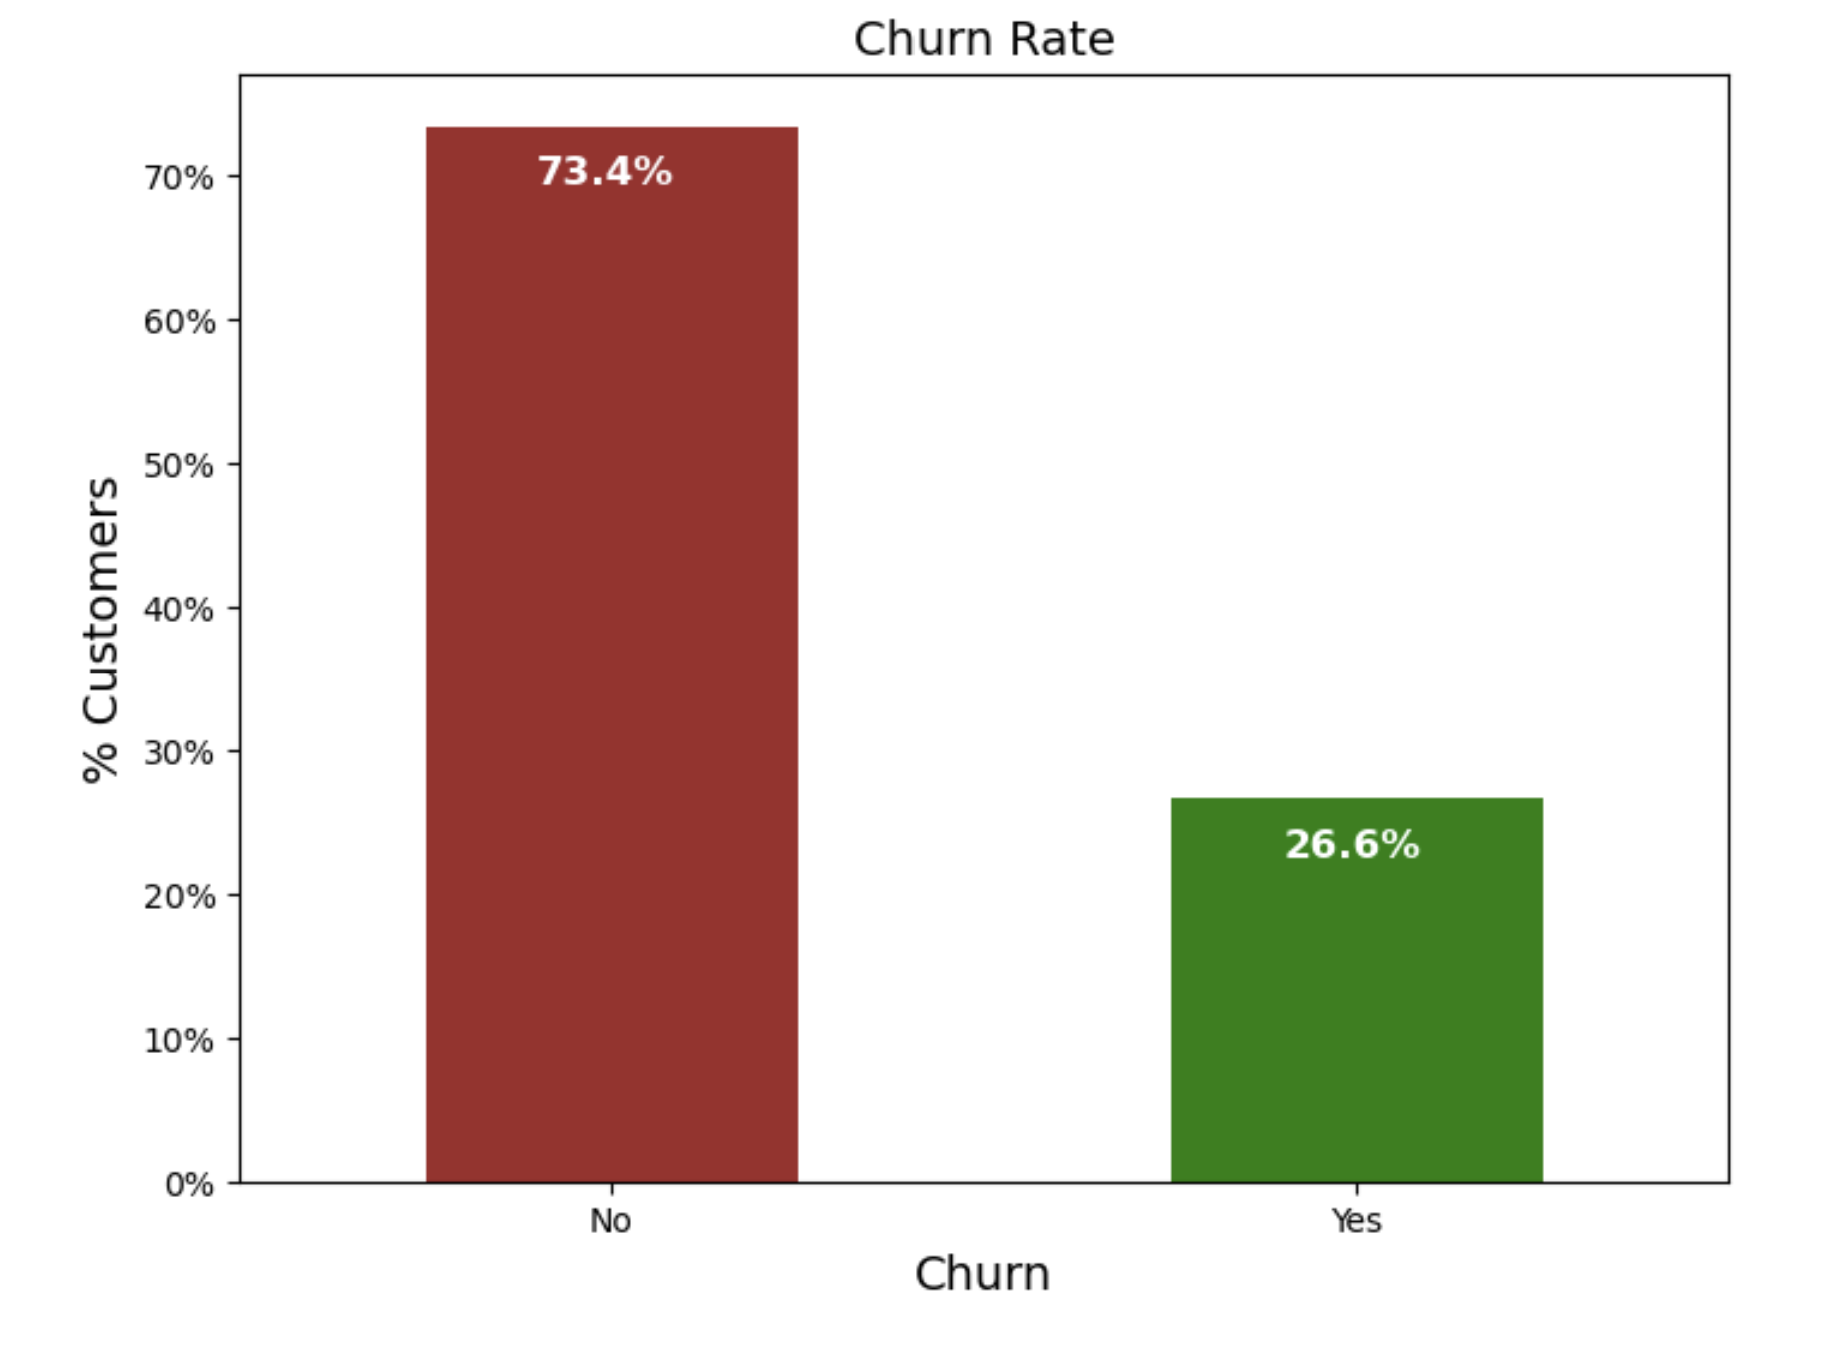 Churn Rate
73.4%
26.6%
% Customers
70%
60%
50%
40%
30%
20%
10%
0%
No
Yes
Churn